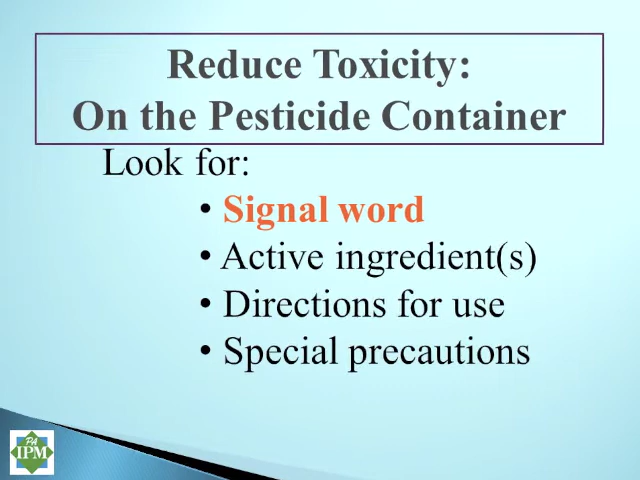 Reduce Toxicity:
On the Pesticide Container
Look for:
• Signal word
• Active ingredient(s)
• Directions for use
• Special precautions
PA
IPM